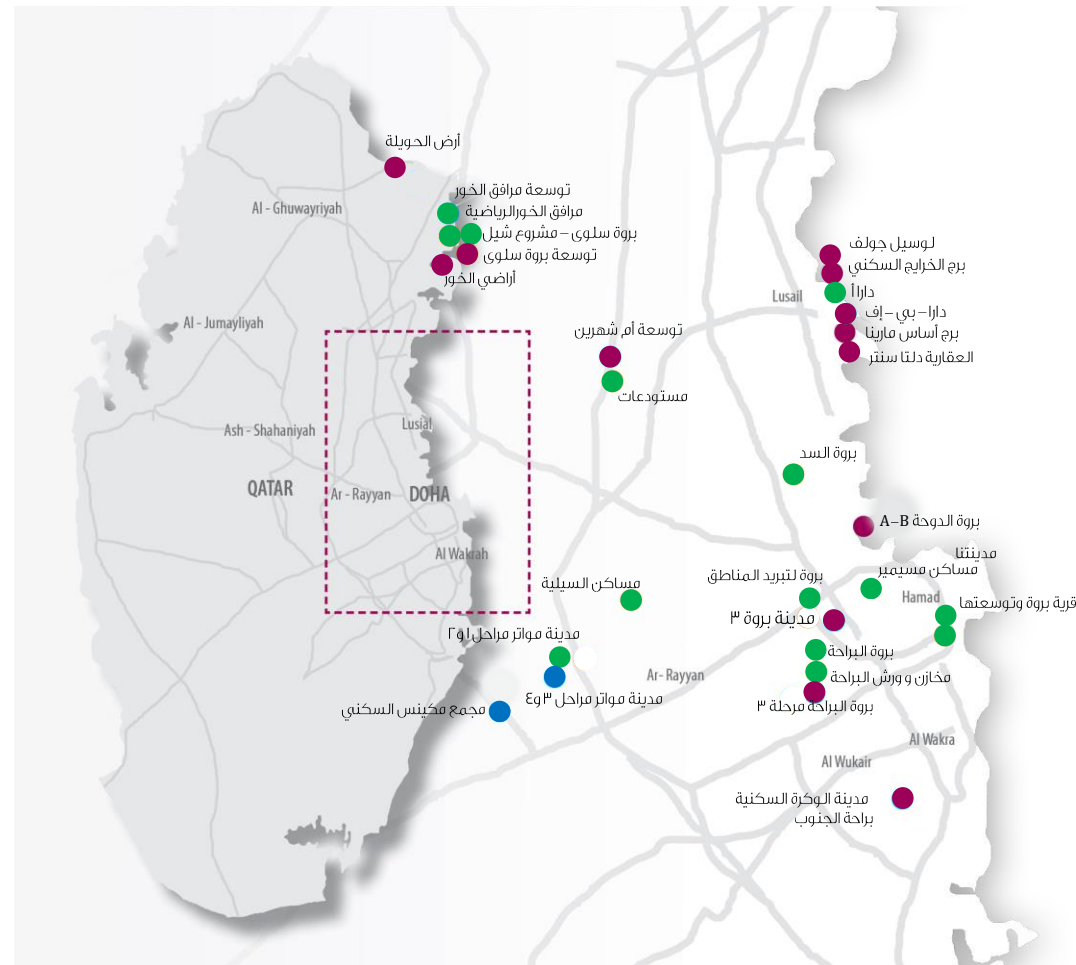 أرض الحويلة
توسعة مرافق الخور
Al - Ghuwayriyah
مرافق الخورالرياضية
بروة سلوى – مشروع شيل
توسعة بروة سلوى
أراضي الخور
لوسيل جولف
برج الخرايج السكني
دارا أ
Lusail
دارا – بي – إف
برج أساس مارينا
العقارية دلتا سنتر
Al - Jumayliyah
توسعة أم شهرين
مستودعات
Lusial
Ash - Shahaniyah
بروة السد
QATAR
Ar - Rayyan
DOHA
بروة الدوحة A–B
Al Wakrah
مدينتنا
مساكن مسيمير
بروة لتبريد المناطق
مساكن السيلية
Hamad
قرية بروة وتوسعتها
مدينة بروة ٣
مدينة مواتر مراحل ١و٢
بروة البراحة
Ar- Rayyan
مخازن و ورش البراحة
مدينة مواتر مراحل ٣و٤
بروة البراحة مرحلة ٣
مجمع مكينس السكني
Al Wakra
Al Wukair
مدينة الوكرة السكنية
براحة الجنوب